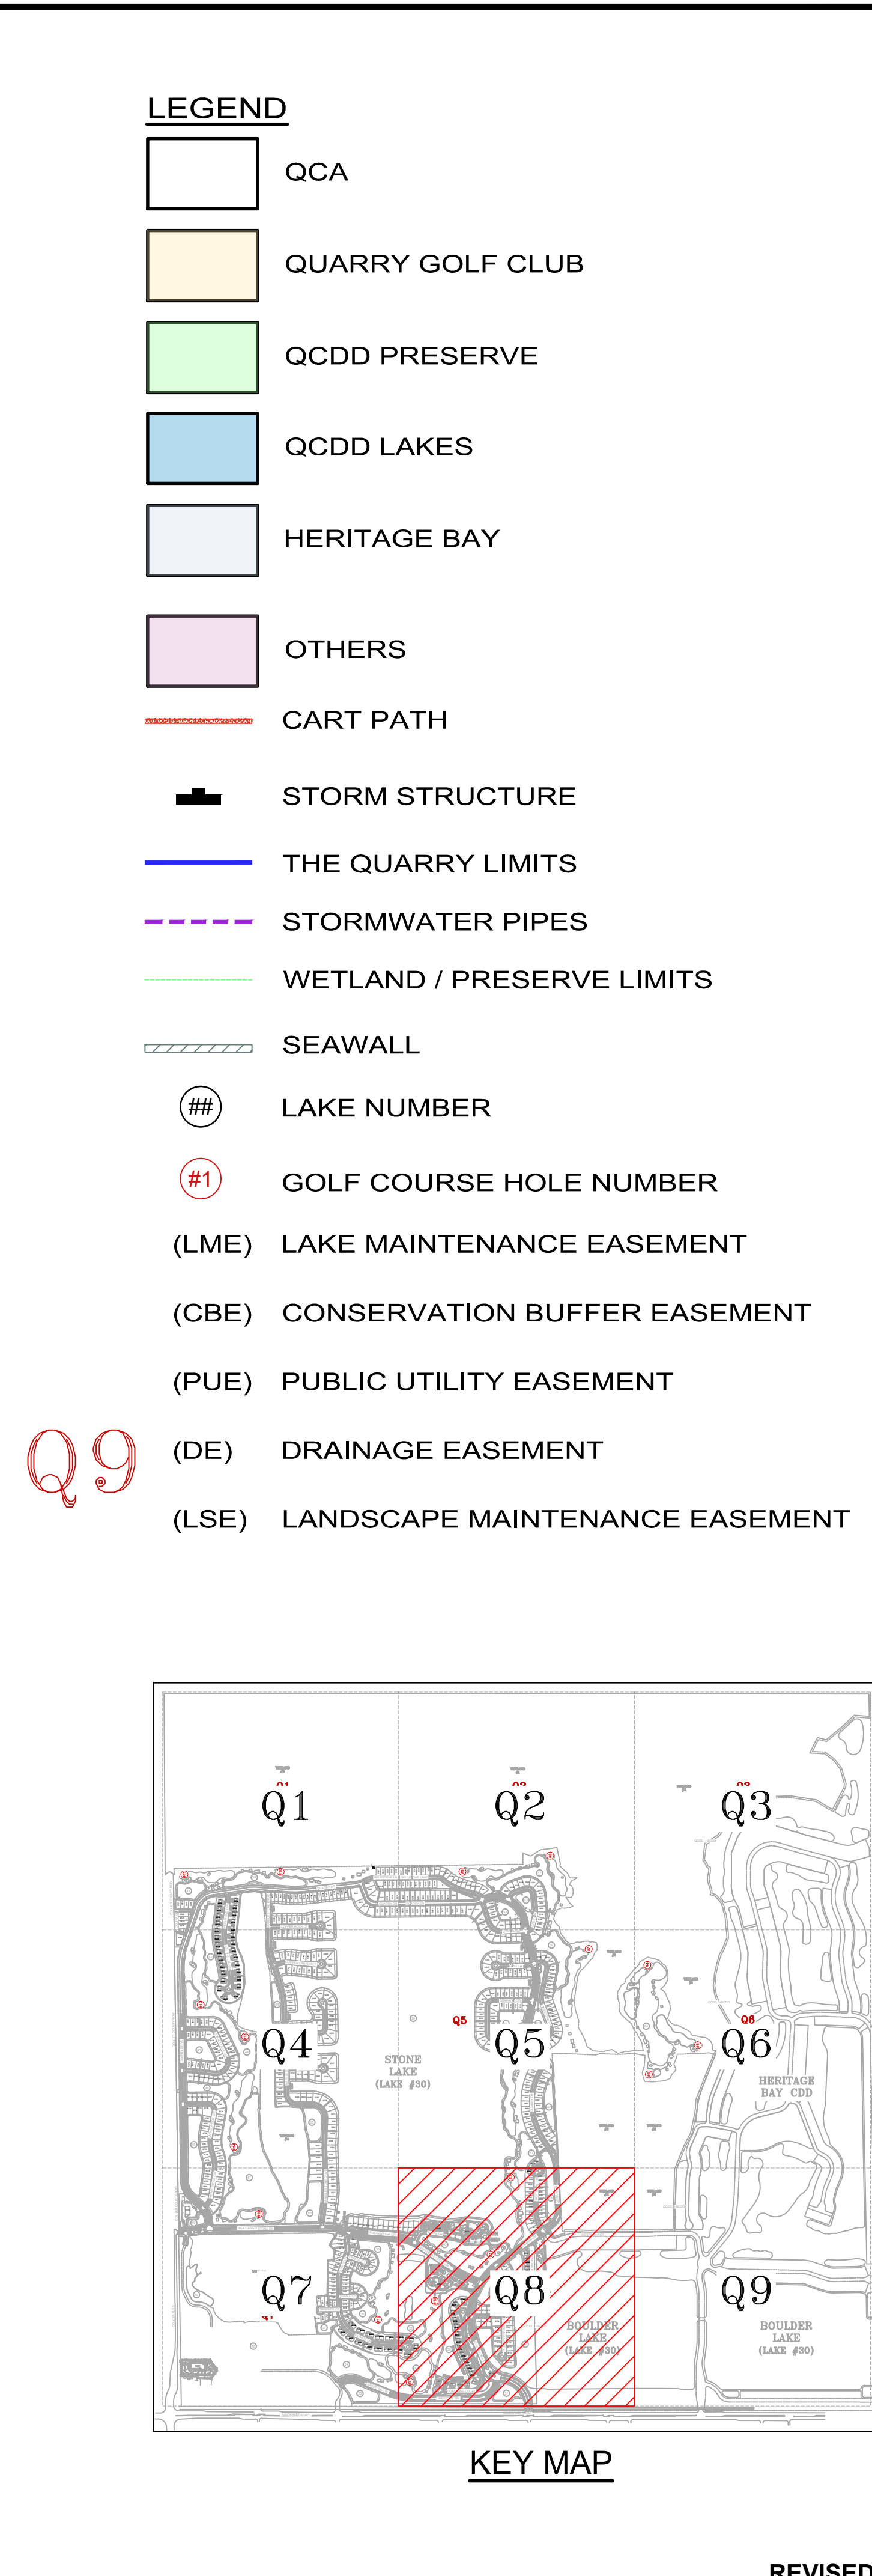 LEGEND
QCA
QUARRY GOLF CLUB
QCDD PRESERVE
QCDD LAKES
HERITAGE BAY
OTHERS
CART PATH
STORM STRUCTURE
THE QUARRY LIMITS
STORMWATER PIPES
WETLAND / PRESERVE LIMITS
SEAWALL
## LAKE NUMBER
#1 GOLF COURSE HOLE NUMBER
(LME) LAKE MAINTENANCE EASEMENT
(CBE) CONSERVATION BUFFER EASEMENT
(PUE) PUBLIC UTILITY EASEMENT
Q9
(DE) DRAINAGE EASEMENT
(LSE) LANDSCAPE MAINTENANCE EASEMENT
Q1 Q2 Q3
Q5 Q6
Q4 Q5 Q6
STONE
LAKE
(LAKE #30)
HERITAGE
BAY CDD
Q7 Q8 Q9
BOULDER
LAKE
(LAKE #30)
BOULDER
LAKE
(LAKE #30)
KEY MAP
REVISED